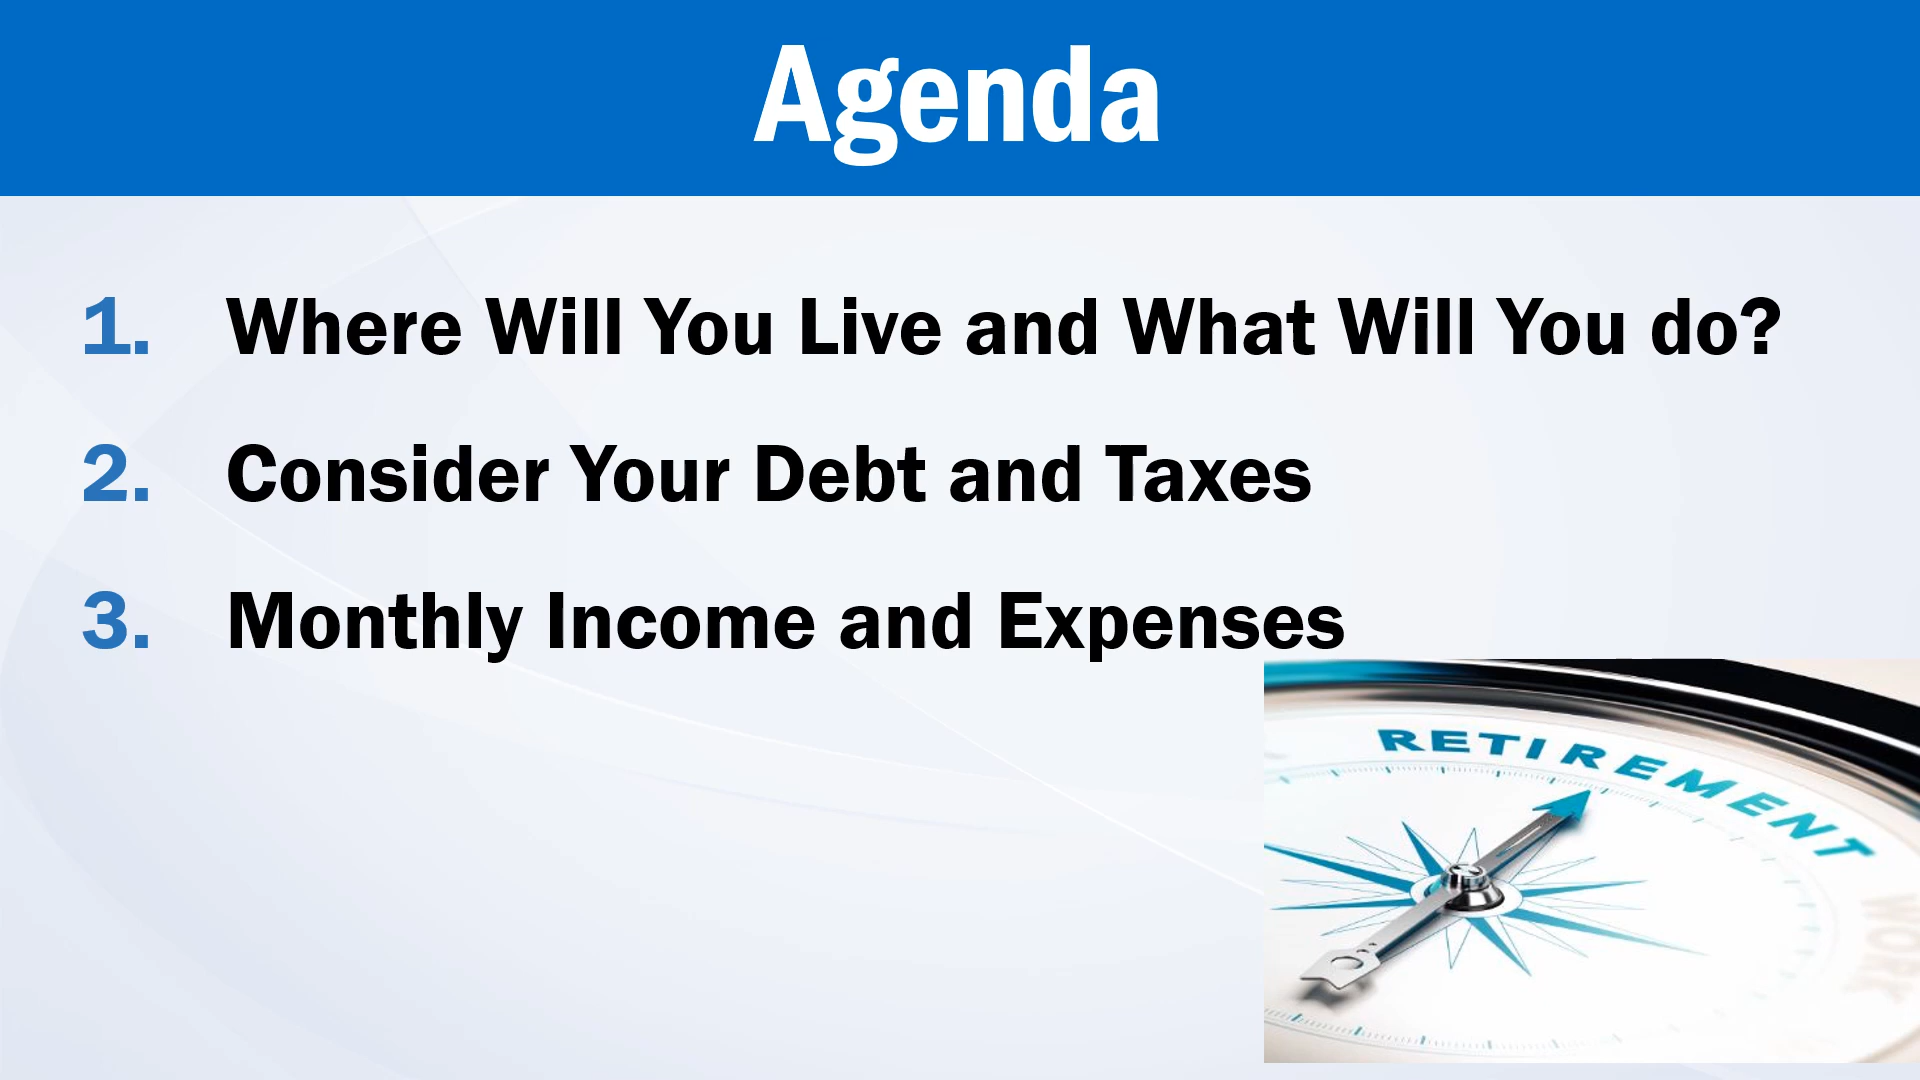 Agenda
1. Where Will You Live and What Will You do?
2. Consider Your Debt and Taxes
3. Monthly Income and Expenses
RETIREMENT
WORK